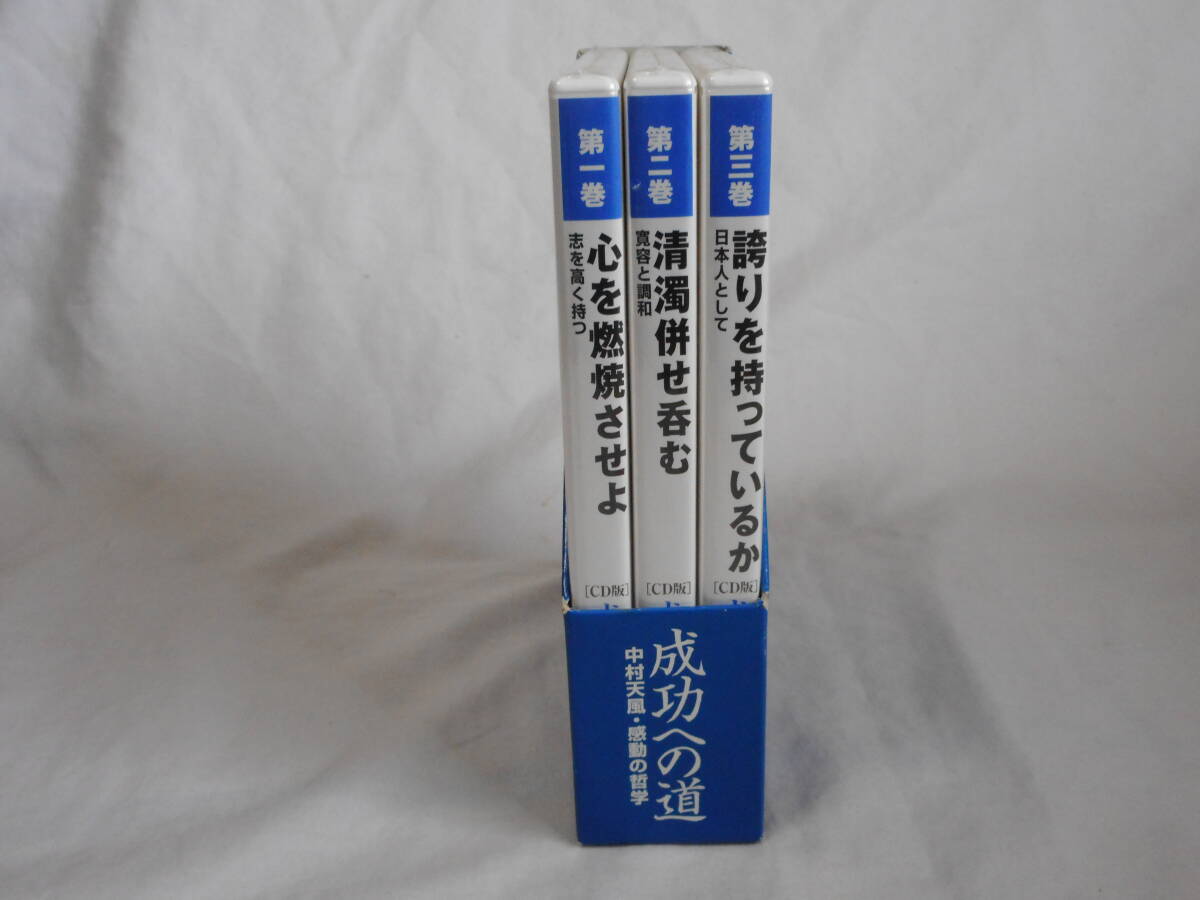 第一巻
心を燃焼させよ
志を高く持つ
[CD版]
第二巻
清濁併せ呑む
寛容と調和
[CD版]
第三巻
誇りを持っているか
日本人として
[CD版]
成功への道
中村天風・感動の哲学